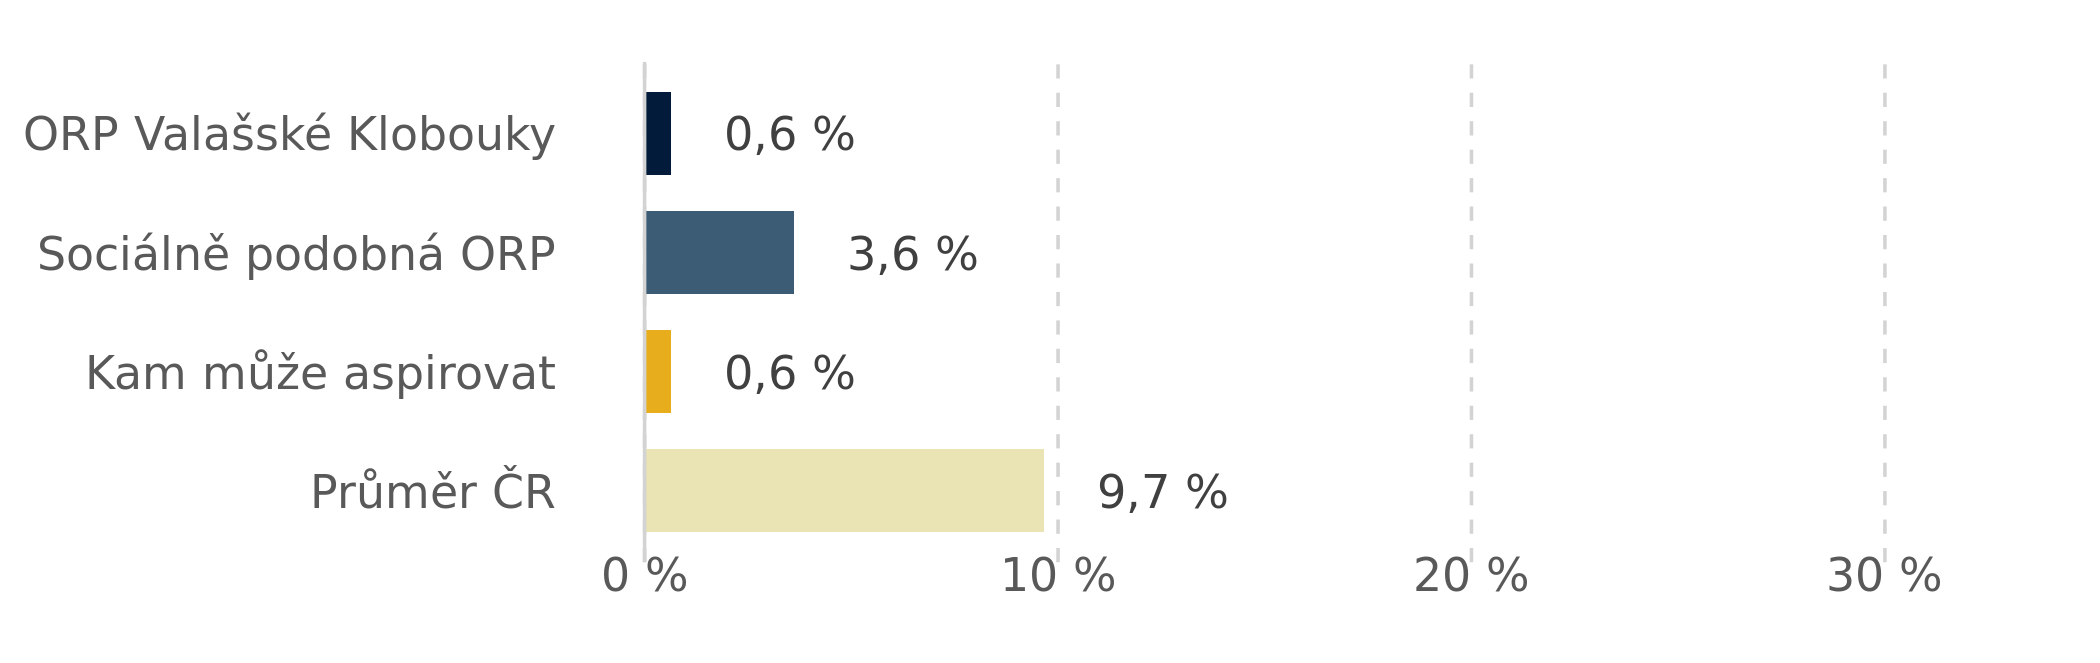 ORP Valašské Klobouky 0,6 %
Sociálně podobná ORP 3,6 %
Kam může aspirovat 0,6 %
Průměr ČR 9,7 %
0 % 10 % 20 % 30 %